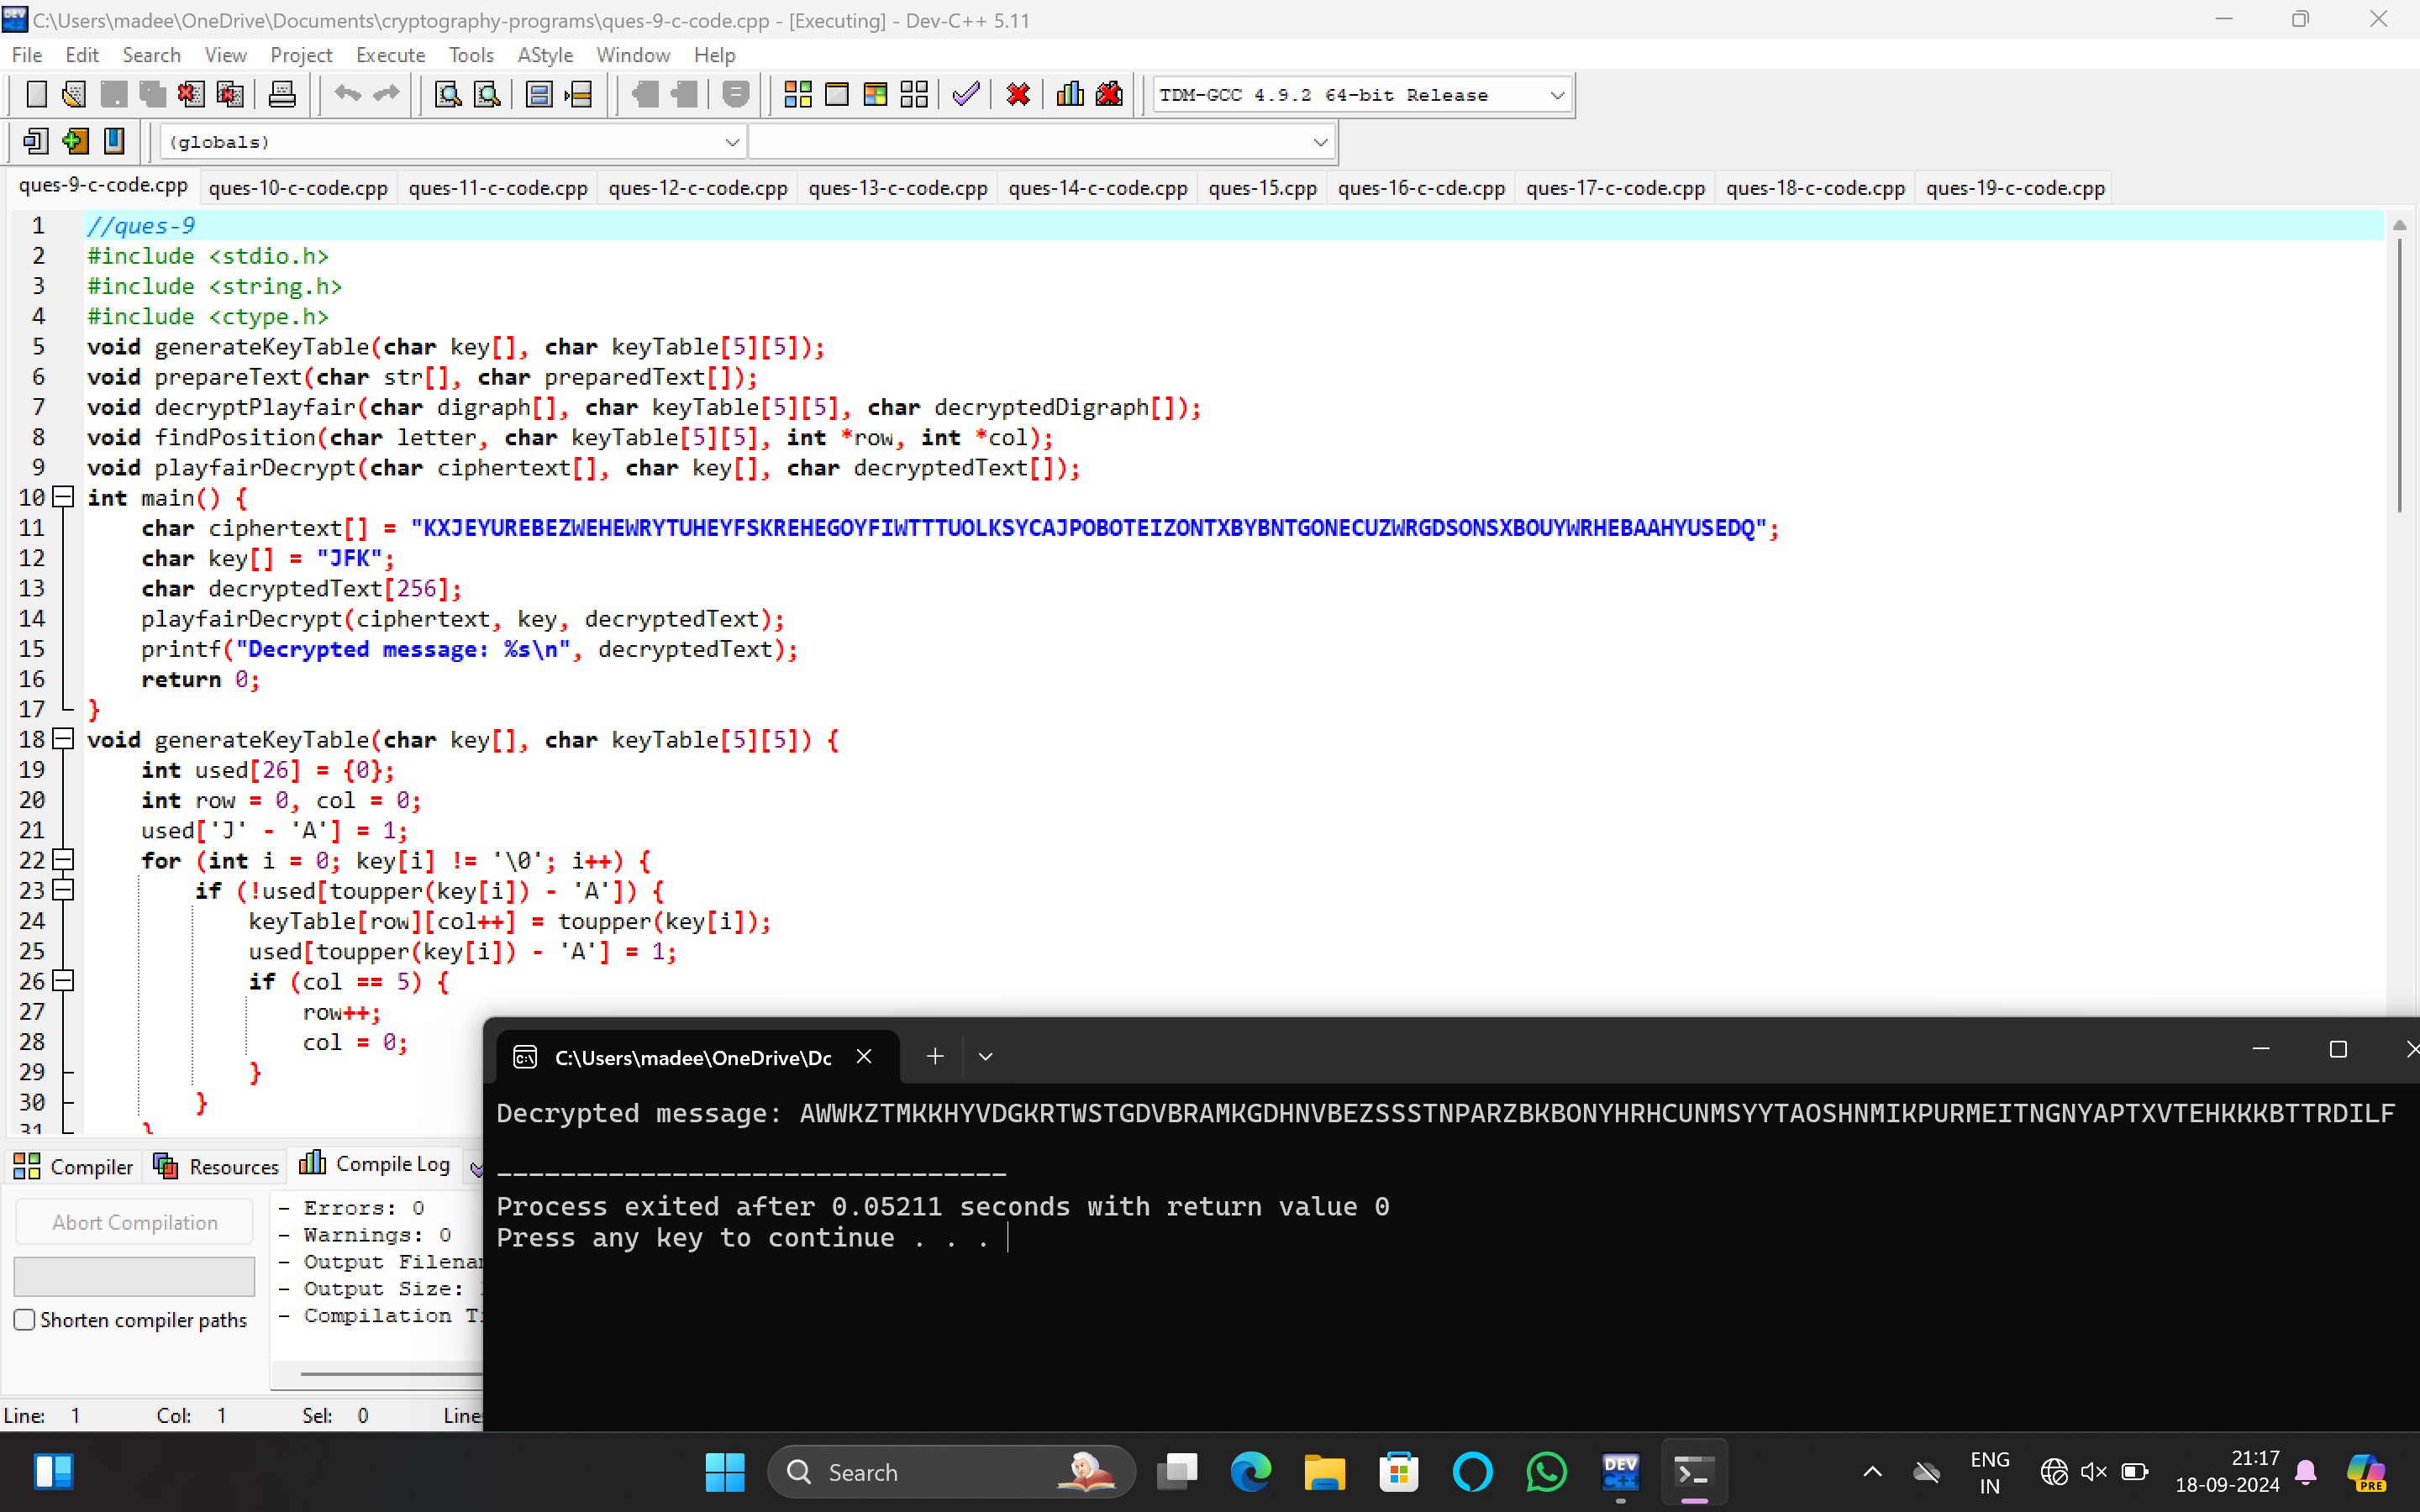 C:\Users\madee\OneDrive\Documents\cryptography-programs\ques-9-c-code.cpp - [Executing] - Dev-C++ 5.11
File Edit Search View Project Execute Tools AStyle Window Help
TDM-GCC 4.9.2 64-bit Release
(globals)
ques-9-c-code.cpp ques-10-c-code.cpp ques-11-c-code.cpp ques-12-c-code.cpp ques-13-c-code.cpp ques-14-c-code.cpp ques-15.cpp ques-16-c-cde.cpp ques-17-c-code.cpp ques-18-c-code.cpp ques-19-c-code.cpp
1 //ques-9
2 #include <stdio.h>
3 #include <string.h>
4 #include <ctype.h>
5 void generateKeyTable(char key[], char keyTable[5][5]);
6 void prepareText(char str[], char preparedText[]);
7 void decryptPlayfair(char digraph[], char keyTable[5][5], char decryptedDigraph[]);
8 void findPosition(char letter, char keyTable[5][5], int *row, int *col);
9 void playfairDecrypt(char ciphertext[], char key[], char decryptedText[]);
10 int main() {
11 char ciphertext[] = "KXJEYUREBEZWEHEWRYTUHEYFSKREHEGOYFIWTTTUOLKSYCAJPOBOTEIZONTXBYBNTGONECUZWRGDSONSXBOUYWRHEBAAHYUSEDQ";
12 char key[] = "JFK";
13 char decryptedText[256];
14 playfairDecrypt(ciphertext, key, decryptedText);
15 printf("Decrypted message: %s\n", decryptedText);
16 return 0;
17 }
18 void generateKeyTable(char key[], char keyTable[5][5]) {
19 int used[26] = {0};
20 int row = 0, col = 0;
21 used['J' - 'A'] = 1;
22 for (int i = 0; key[i] != '\0'; i++) {
23 if (!used[toupper(key[i]) - 'A']) {
24 keyTable[row][col++] = toupper(key[i]);
25 used[toupper(key[i]) - 'A'] = 1;
26 if (col == 5) {
27 row++;
28 col = 0;
29 }
30 }
31 }
C:\Users\madee\OneDrive\Dc
Decrypted message: AWWKZTMKKHYVDGKRTWSTGDVBRAMKGDHNVBEZSSSTNPARZBKBONYHRHCUNMSYYTAOSHNMIKPURMEITNGNYAPTXVTEHKKKBTTRDILF
--------------------------------
Process exited after 0.05211 seconds with return value 0
Press any key to continue . . .
Compiler Resources Compile Log
Abort Compilation
Shorten compiler paths
- Errors: 0
- Warnings: 0
- Output Filenam
- Output Size:
- Compilation T
Line: 1 Col: 1 Sel: 0 Line
Search
DEV C++
ENG
IN
21:17
18-09-2024
PRE